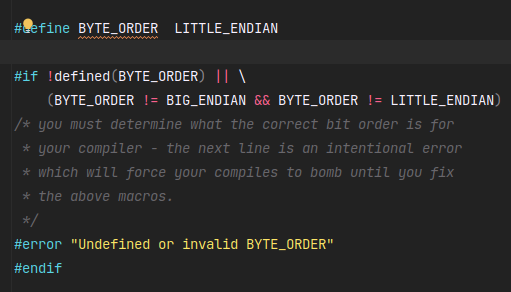 #define BYTE_ORDER  LITTLE_ENDIAN
#if !defined(BYTE_ORDER) || \
    (BYTE_ORDER != BIG_ENDIAN && BYTE_ORDER != LITTLE_ENDIAN)
/* you must determine what the correct bit order is for
 * your compiler - the next line is an intentional error
 * which will force your compiles to bomb until you fix
 * the above macros.
 */
#error "Undefined or invalid BYTE_ORDER"
#endif